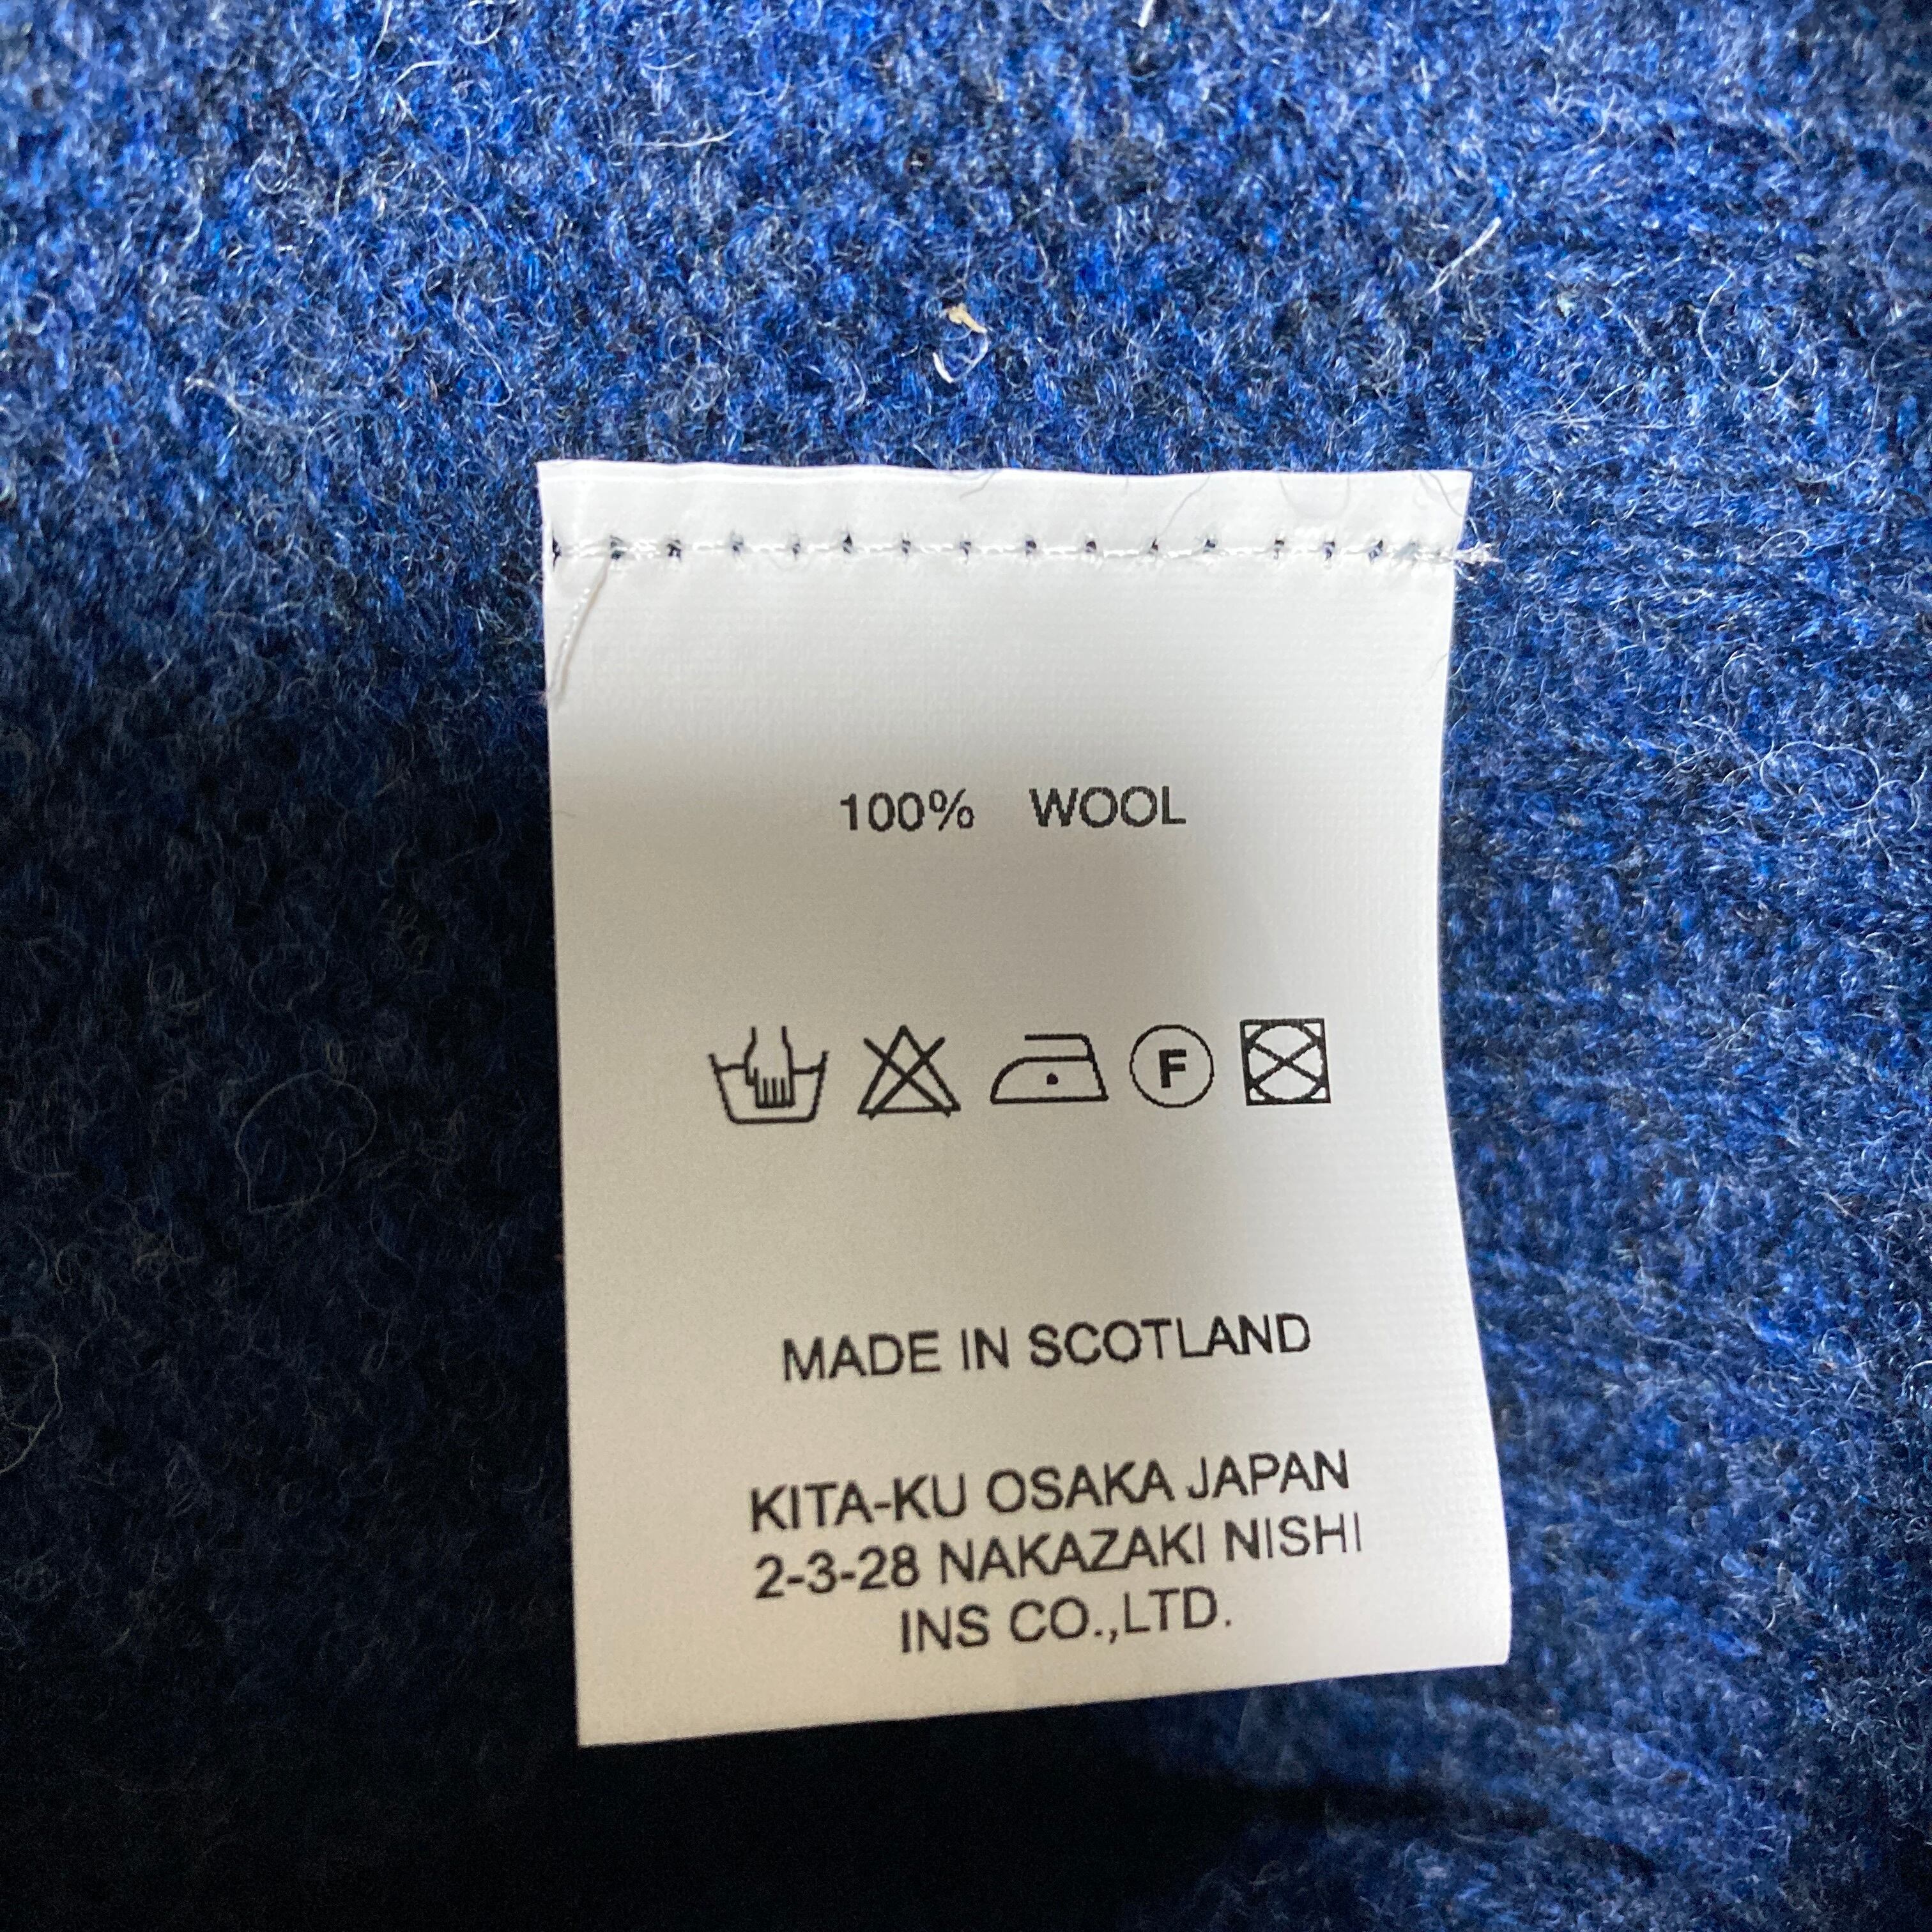 100% WOOL
F
MADE IN SCOTLAND
KITA-KU OSAKA JAPAN
2-3-28 NAKAZAKI NISHI
INS CO.,LTD.